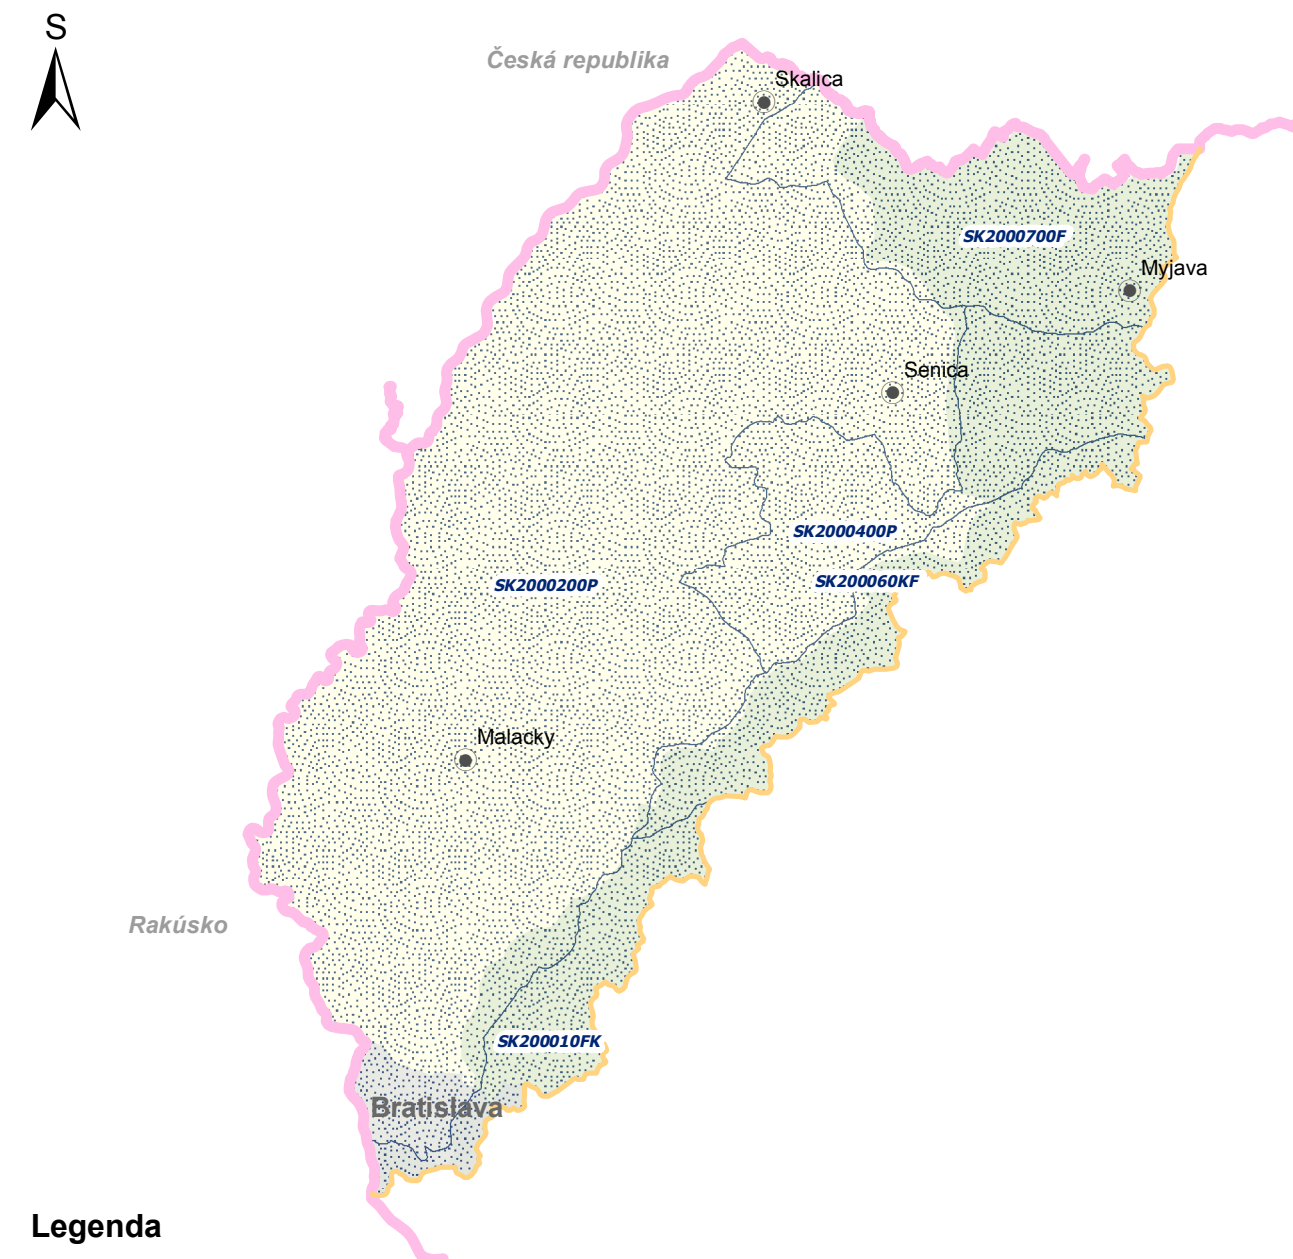 S
Česká republika
Skalica
SK2000700F
Myjava
Senica
SK2000400P
SK200060KF
SK2000200P
Malacky
Rakúsko
SK200010FK
Bratislava
Legenda